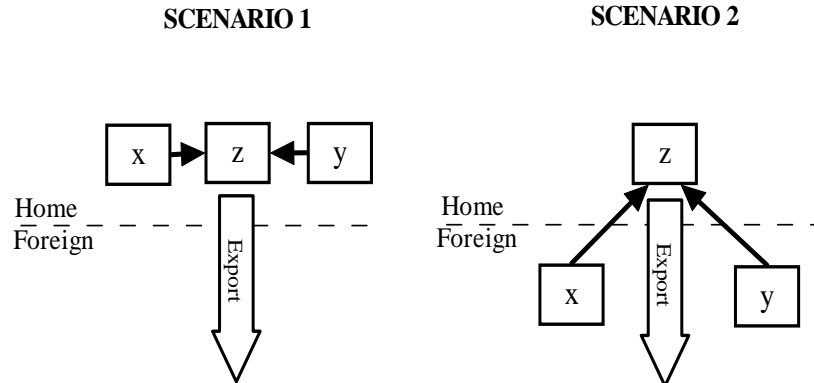 SCENARIO 1
x
z
y
Home
Foreign
Export
SCENARIO 2
z
Home
Foreign
x
Export
y